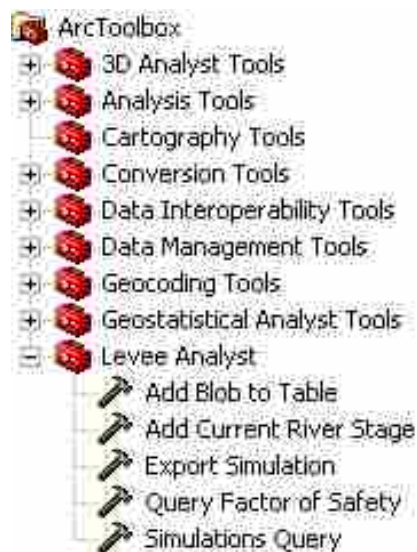 ArcToolbox
3D Analyst Tools
Analysis Tools
Cartography Tools
Conversion Tools
Data Interoperability Tools
Data Management Tools
Geocoding Tools
Geostatistical Analyst Tools
Levee Analyst
Add Blob to Table
Add Current River Stage
Export Simulation
Query Factor of Safety
Simulations Query